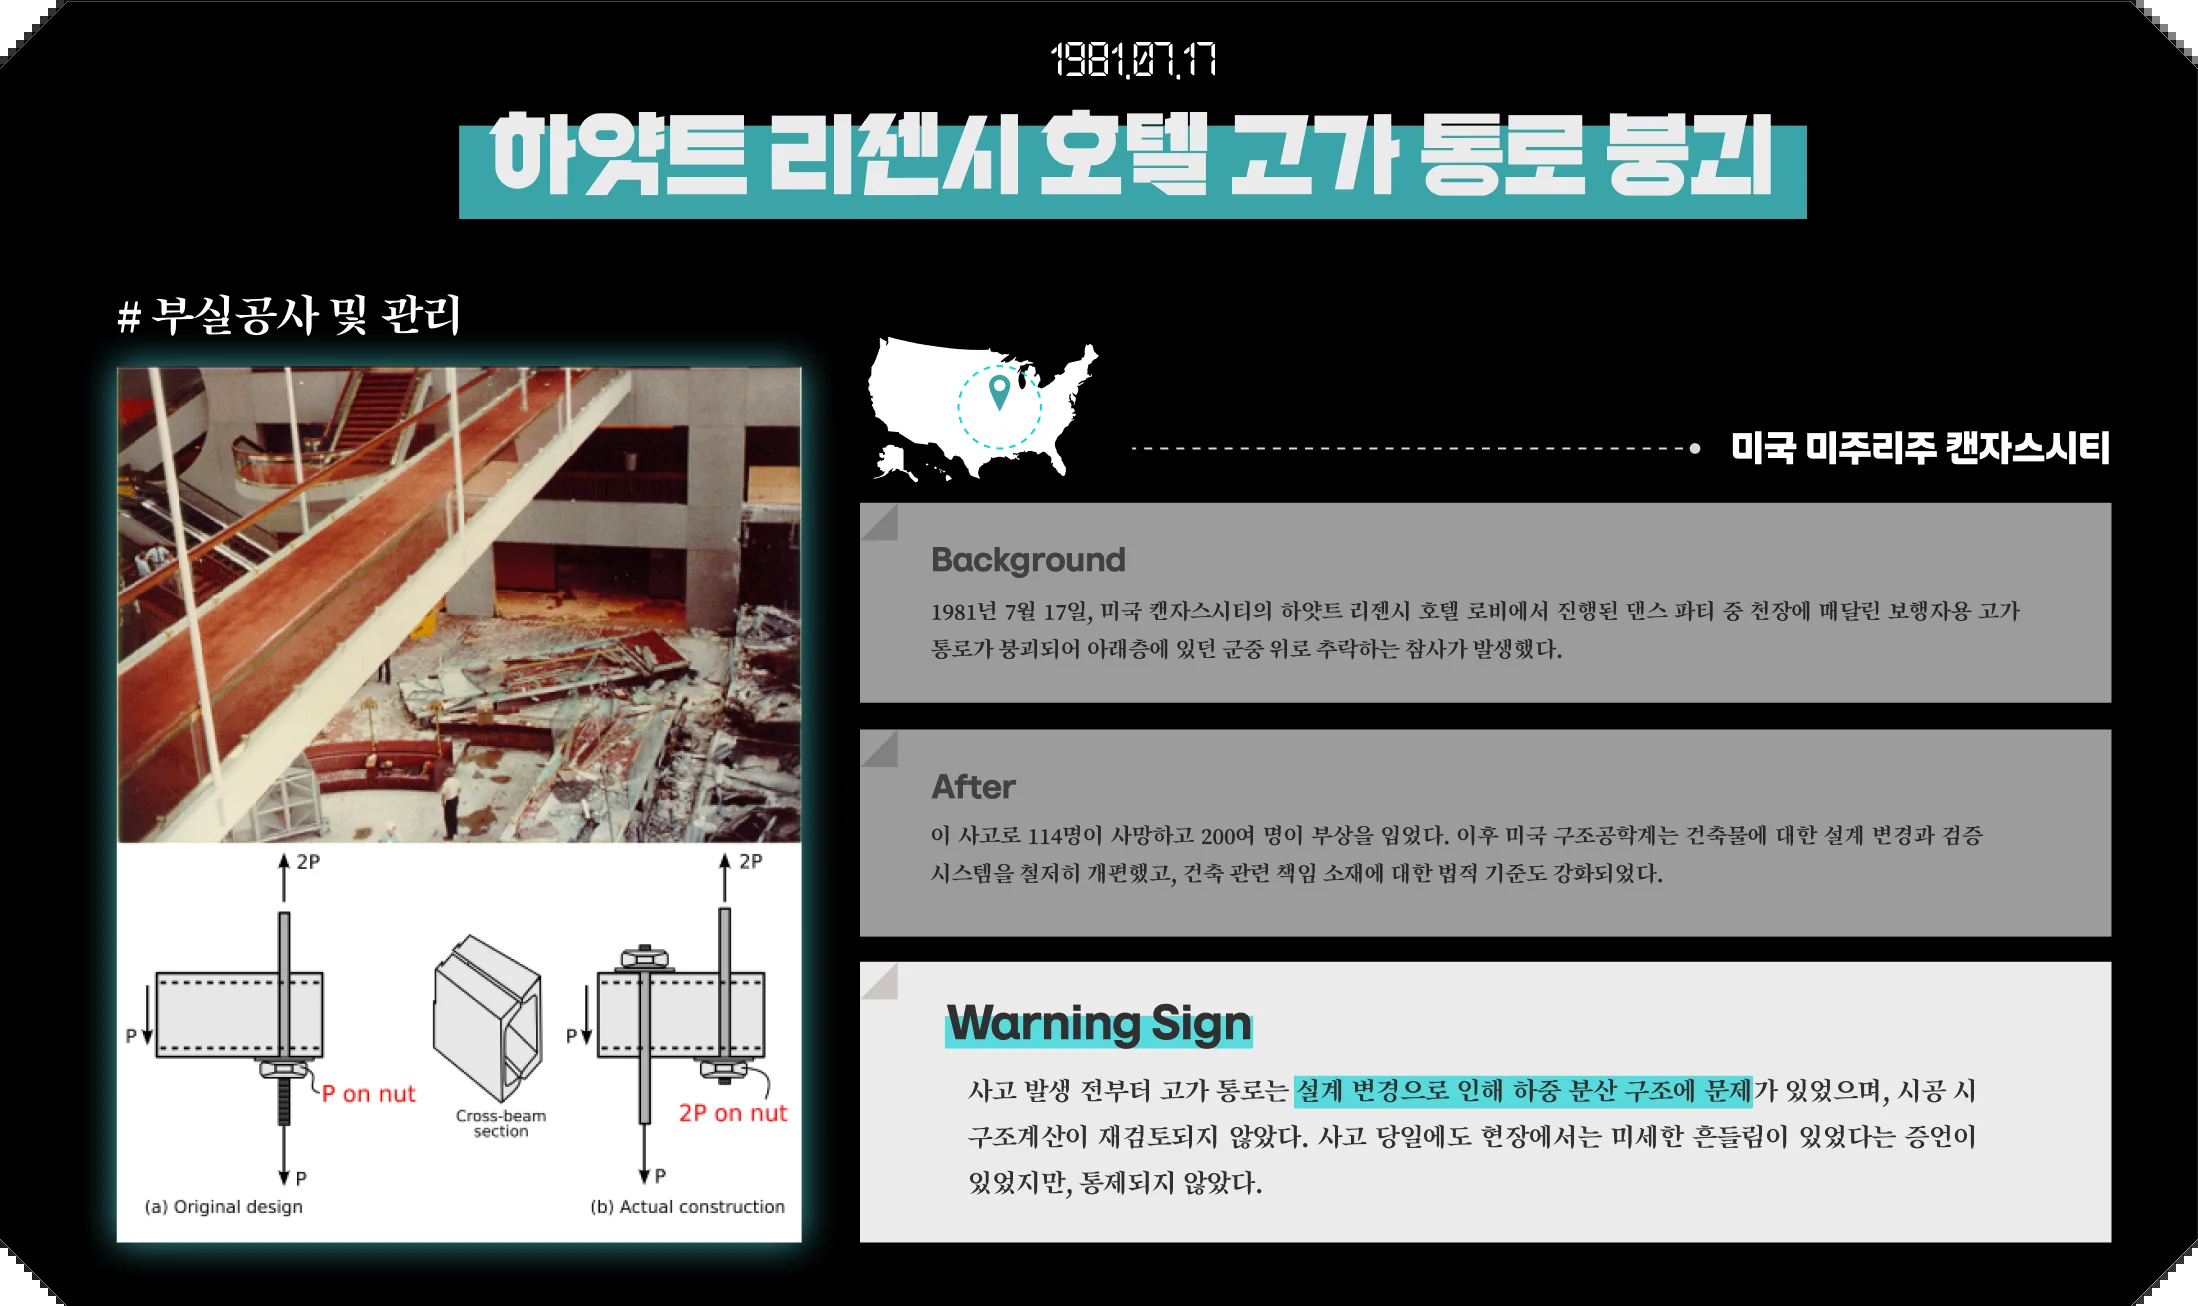 1981.07.17
하얏트 리젠시 호텔 고가 통로 붕괴
# 부실공사 및 관리
미국 미주리주 캔자스시티
Background
1981년 7월 17일, 미국 캔자스시티의 하얏트 리젠시 호텔 로비에서 진행된 댄스 파티 중 천장에 매달린 보행자용 고가
통로가 붕괴되어 아래층에 있던 군중 위로 추락하는 참사가 발생했다.
After
이 사고로 114명이 사망하고 200여 명이 부상을 입었다. 이후 미국 구조공학계는 건축물에 대한 설계 변경과 검증
시스템을 철저히 개편했고, 건축 관련 책임 소재에 대한 법적 기준도 강화되었다.
Warning Sign
사고 발생 전부터 고가 통로는 설계 변경으로 인해 하중 분산 구조에 문제가 있었으며, 시공 시
구조계산이 재검토되지 않았다. 사고 당일에도 현장에서는 미세한 흔들림이 있었다는 증언이
있었지만, 통제되지 않았다.
2P
P
P on nut
P
(a) Original design
Cross-beam
section
2P
P
2P on nut
P
(b) Actual construction